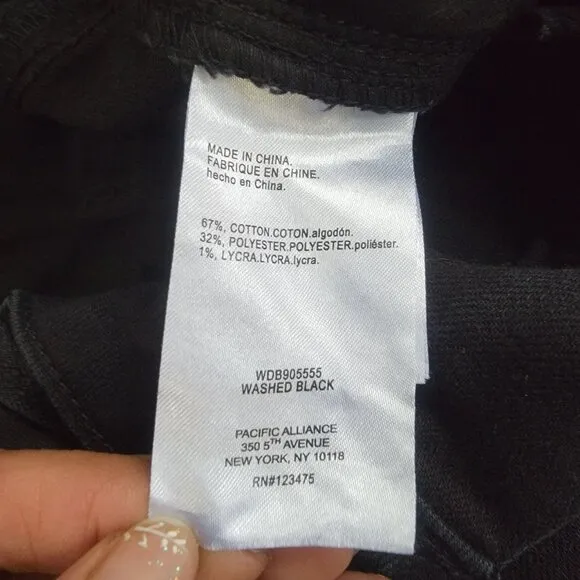 MADE IN CHINA.
FABRIQUE EN CHINE.
hecho en China.
67%, COTTON.COTON.algodón.
32%, POLYESTER.POLYESTER.poliéster.
1%, LYCRA.LYCRA.lycra.
WDB905555
WASHED BLACK
PACIFIC ALLIANCE
350 5TH AVENUE
NEW YORK, NY 10118
RN#123475